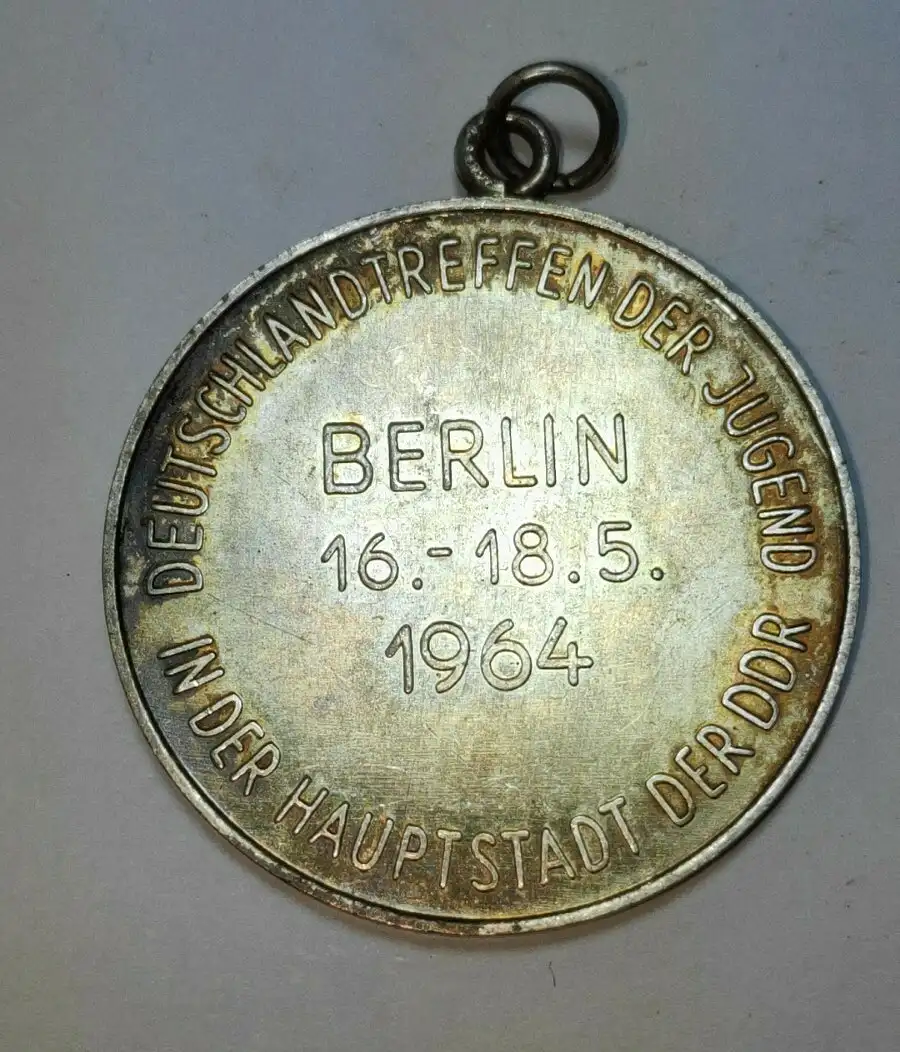 DEUTSCHLANDTREFFEN DER JUGEND
IN DER HAUPTSTADT DER DDR
BERLIN
16.-18.5.
1964